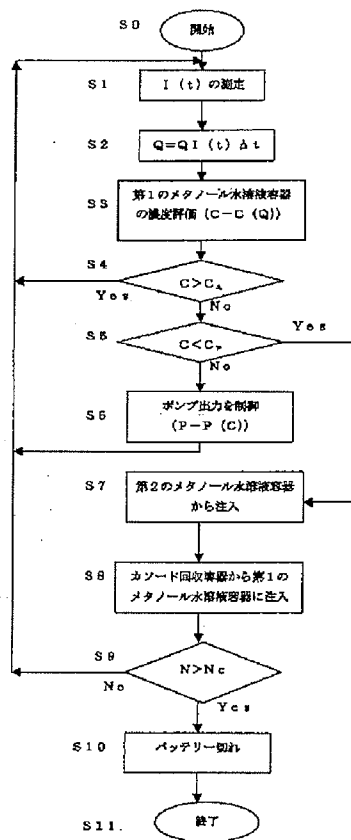 S0
開始
S1
I (t) の測定
S2
Q=QI (t) Δt
S3
第1のメタノール水溶液容器
の濃度評価 (C=C (Q))
S4
C>C
Yes
No
S5
C<C
Yes
No
S6
ポンプ出力を制御
(P=P (C))
S7
第2のメタノール水溶液容器
から注入
S8
カソード回収容器から第1の
メタノール水溶液容器に注入
S9
N>Nc
No
Yes
S10
バッテリー切れ
S11.
終了